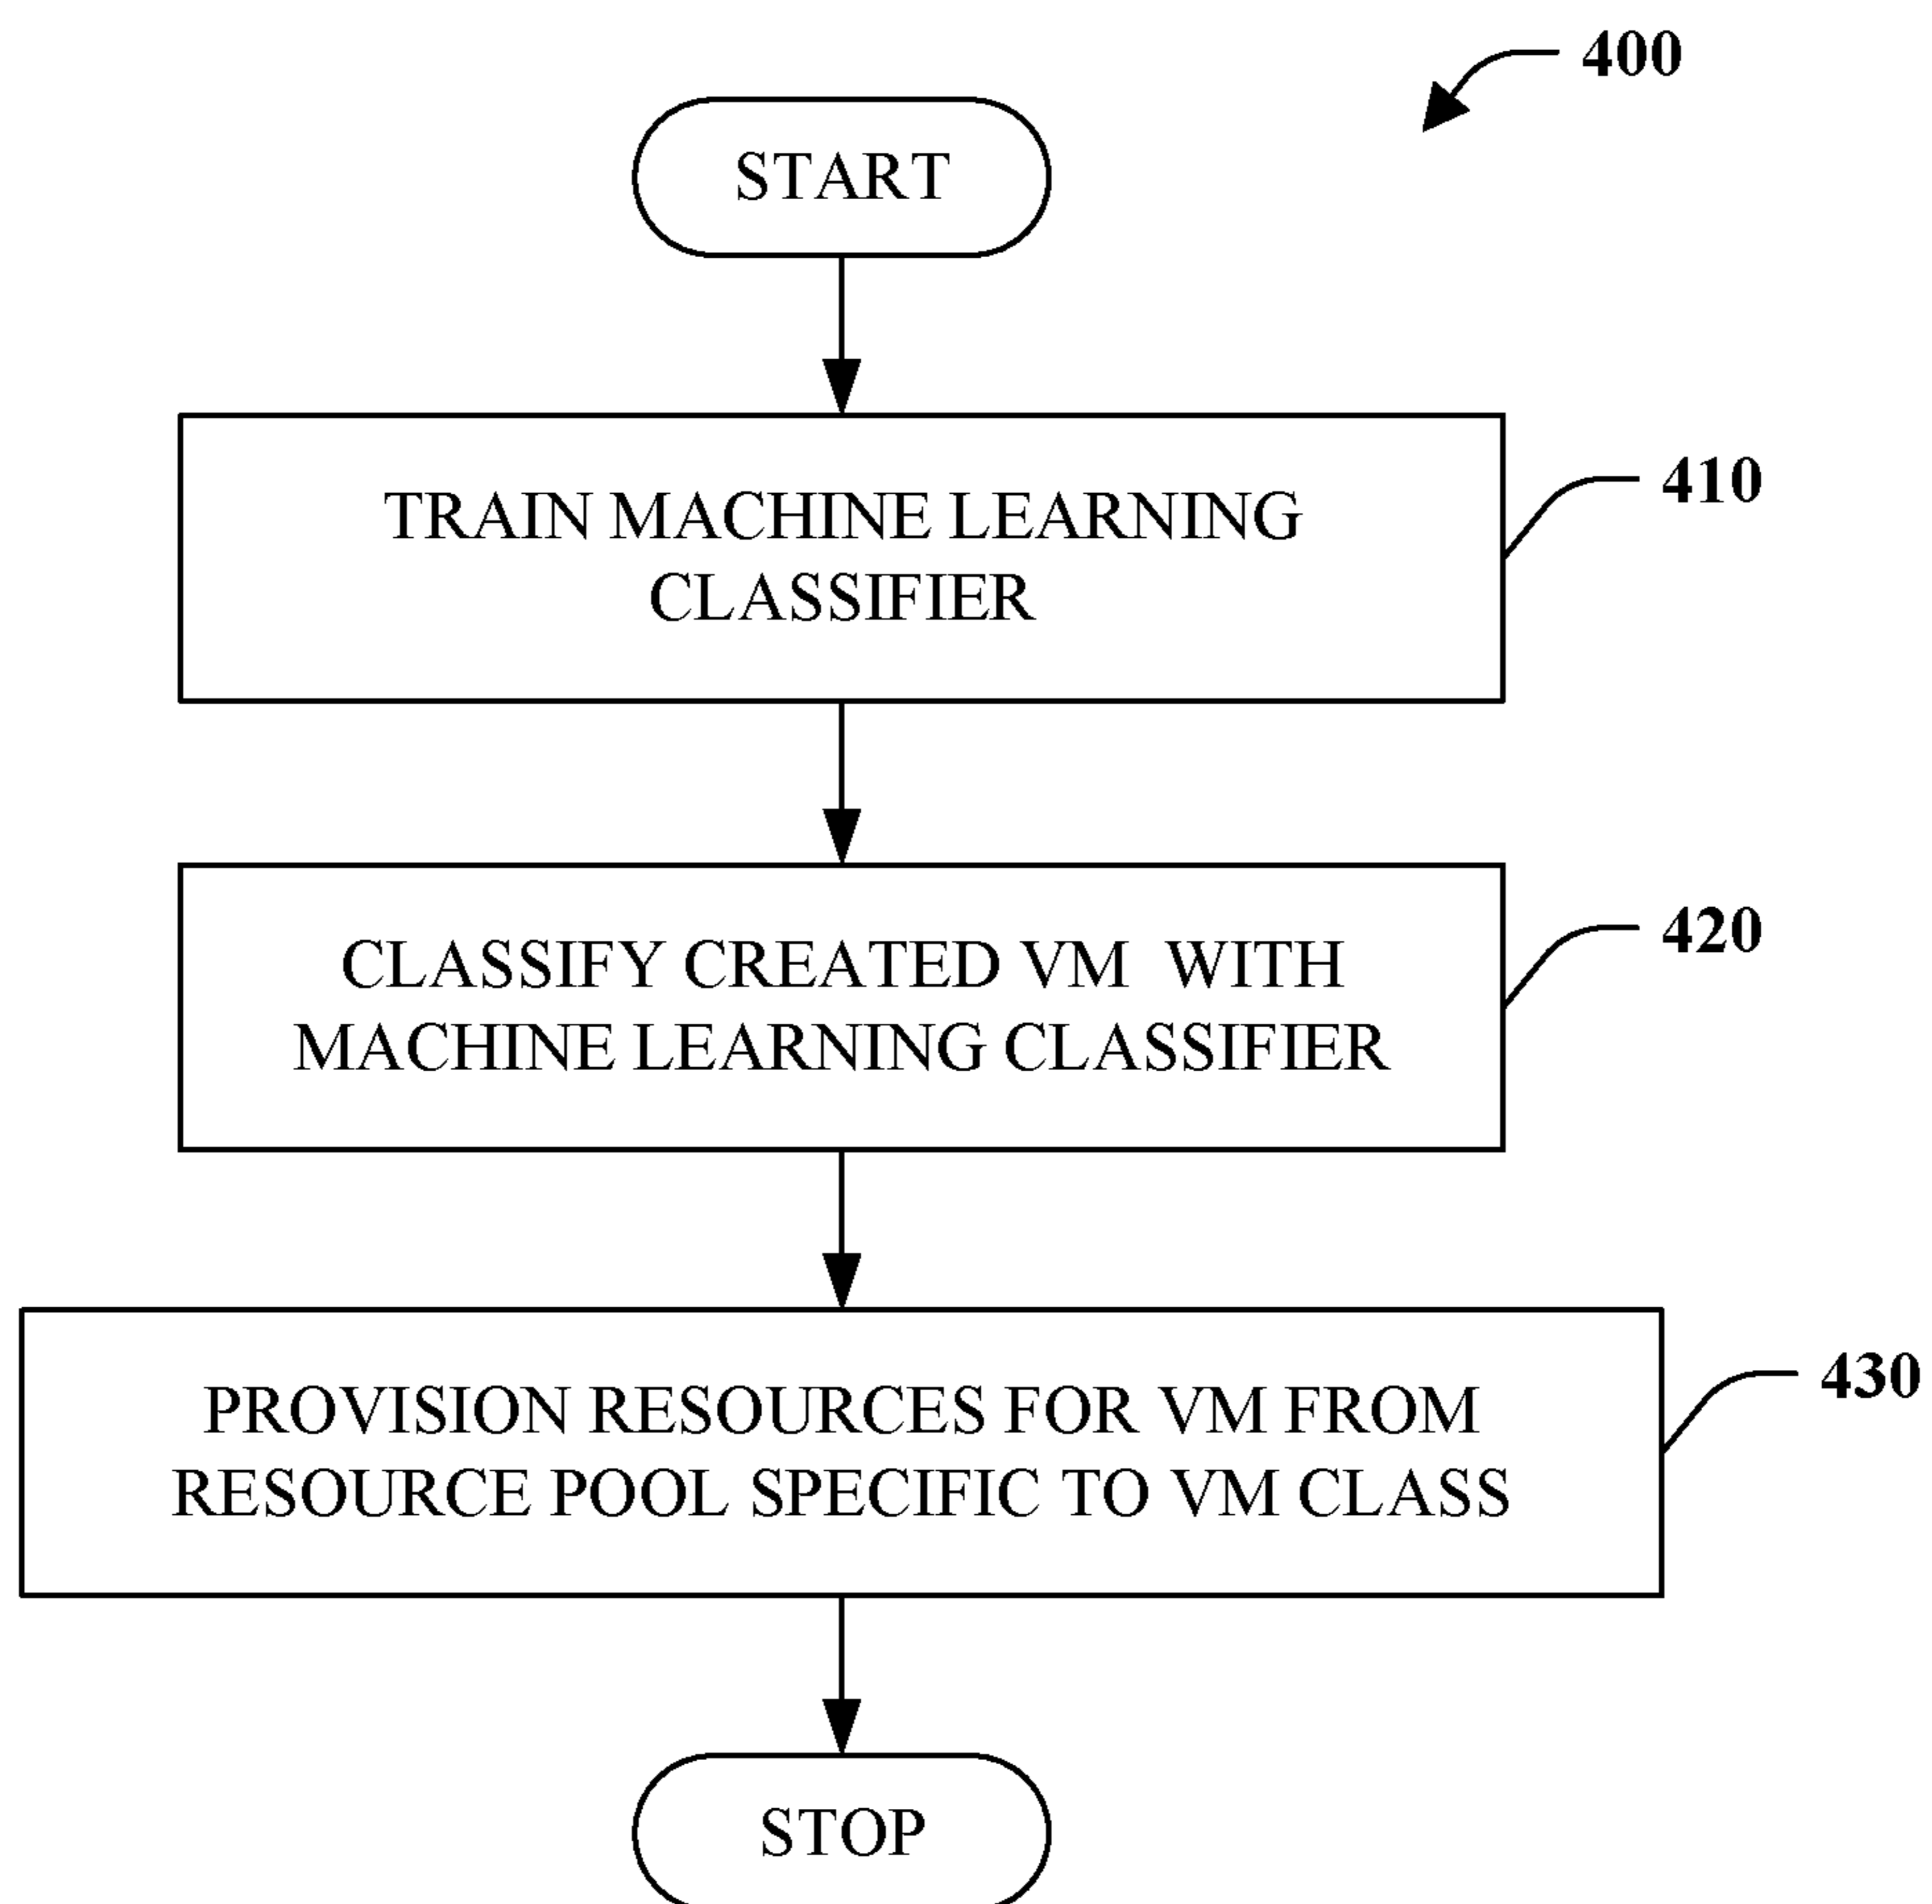 400
START
TRAIN MACHINE LEARNING
CLASSIFIER
410
CLASSIFY CREATED VM WITH
MACHINE LEARNING CLASSIFIER
420
PROVISION RESOURCES FOR VM FROM
RESOURCE POOL SPECIFIC TO VM CLASS
430
STOP